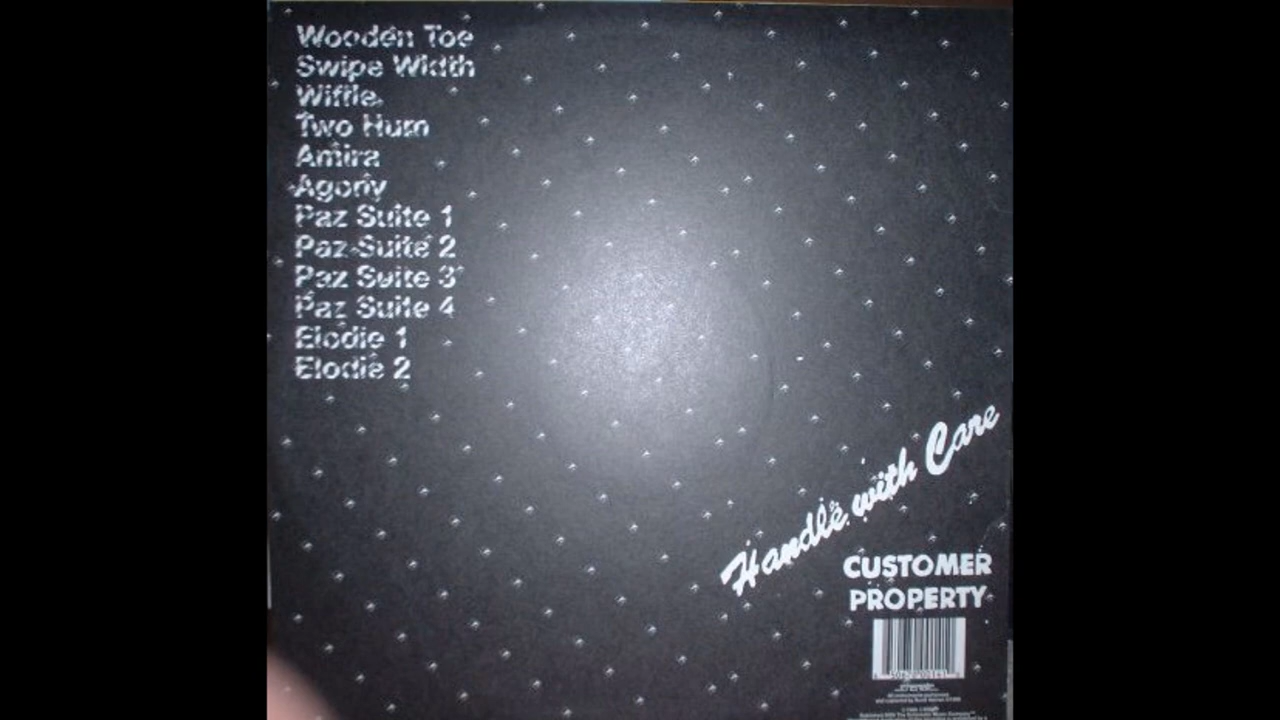 Wooden Toe
Swipe Width
Wiffle
Two Hum
Amira
Agony
Paz Suite 1
Paz Suite 2
Paz Suite 3
Paz Suite 4
Elodie 1
Elodie 2
Handle with Care
CUSTOMER
PROPERTY